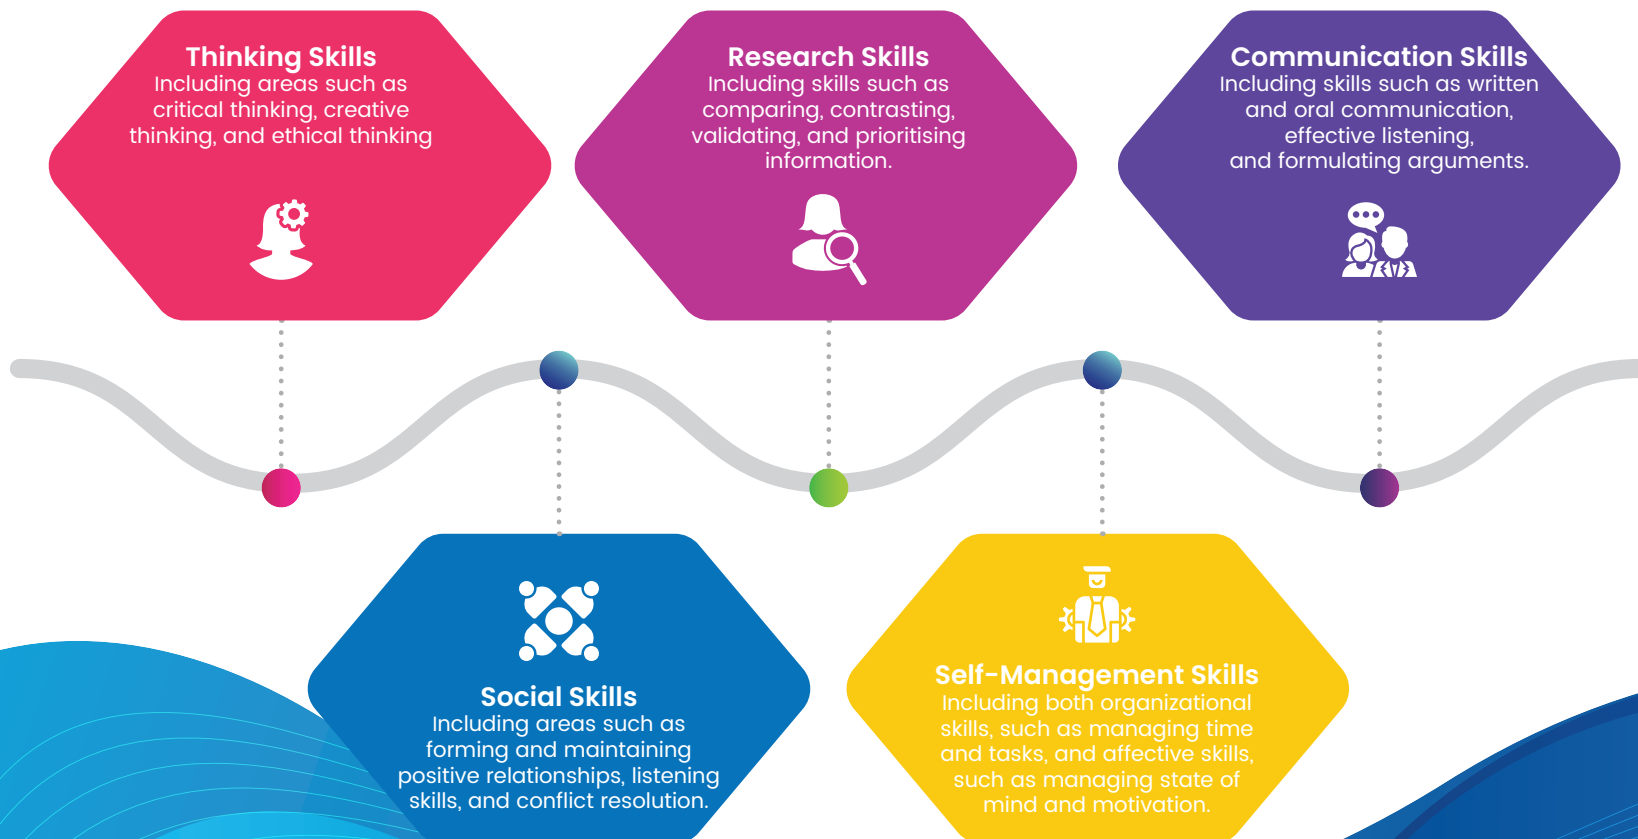 Thinking Skills
Including areas such as
critical thinking, creative
thinking, and ethical thinking
Research Skills
Including skills such as
comparing, contrasting,
validating, and prioritising
information.
Communication Skills
Including skills such as written
and oral communication,
effective listening,
and formulating arguments.
Social Skills
Including areas such as
forming and maintaining
positive relationships, listening
skills, and conflict resolution.
Self-Management Skills
Including both organizational
skills, such as managing time
and tasks, and affective skills,
such as managing state of
mind and motivation.